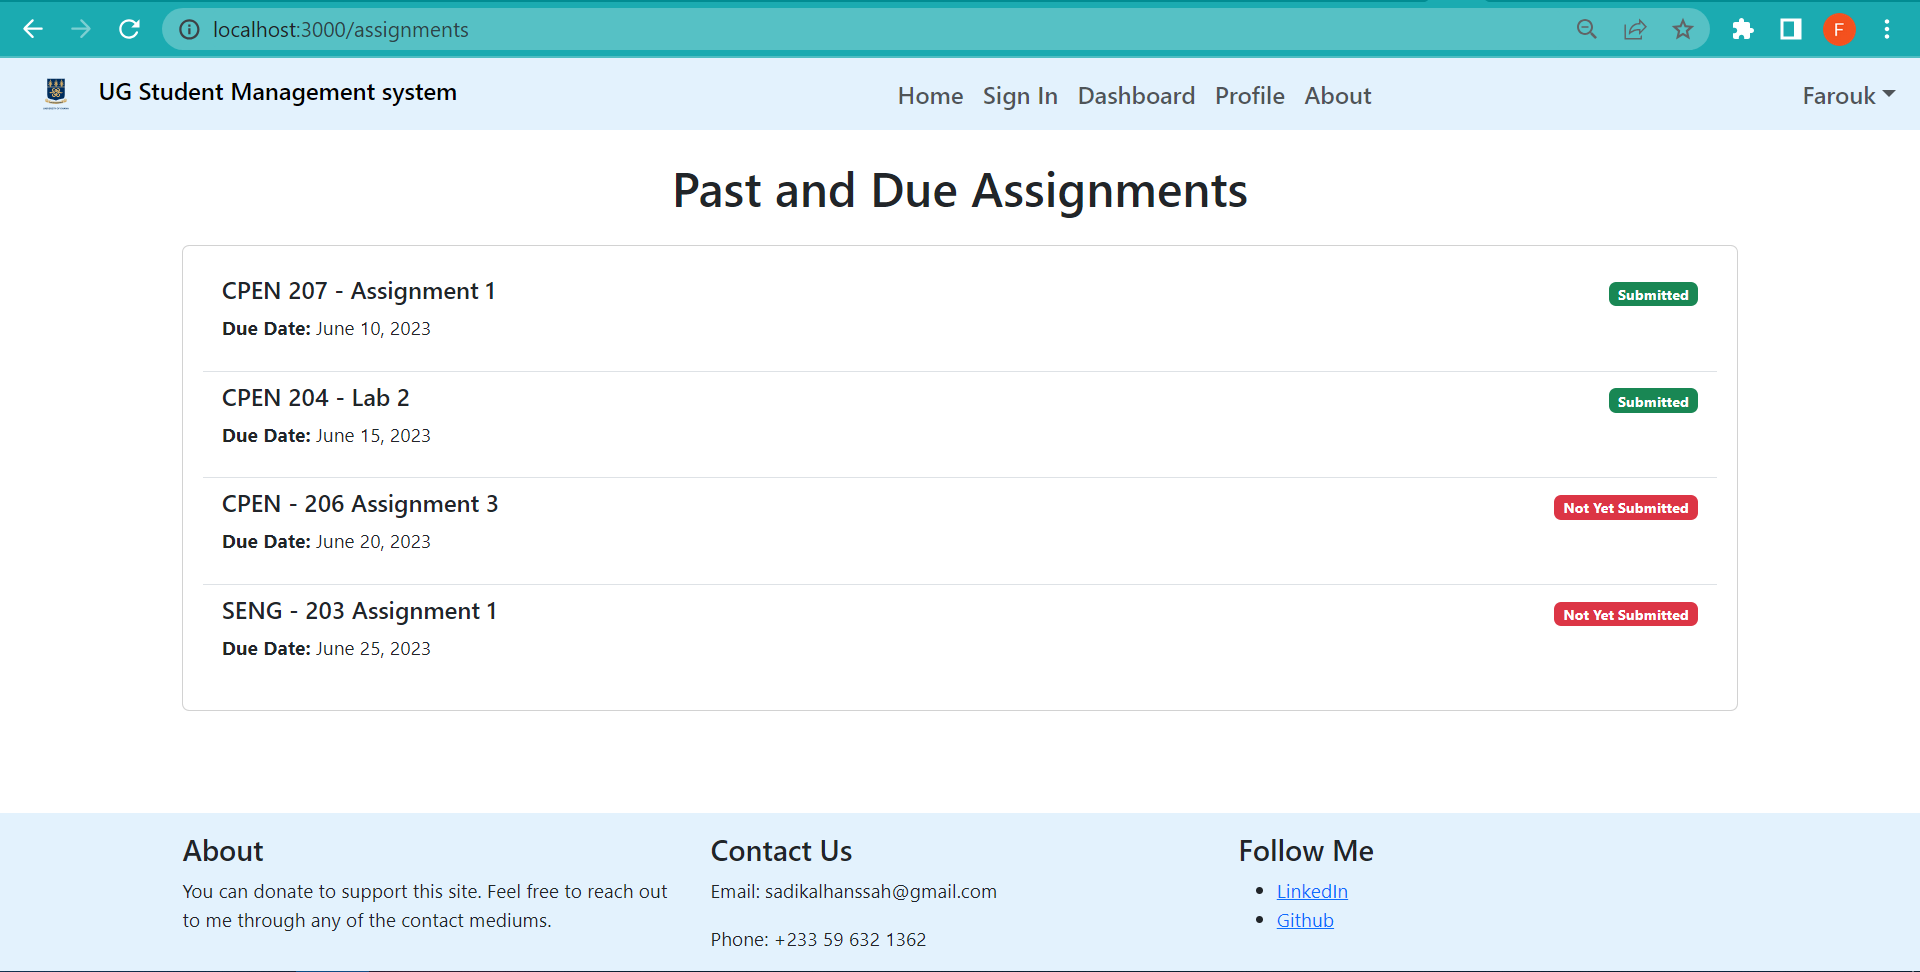 localhost:3000/assignments
F
UG Student Management system
Home Sign In Dashboard Profile About
Farouk
Past and Due Assignments
CPEN 207 - Assignment 1
Submitted
Due Date: June 10, 2023
CPEN 204 - Lab 2
Submitted
Due Date: June 15, 2023
CPEN - 206 Assignment 3
Not Yet Submitted
Due Date: June 20, 2023
SENG - 203 Assignment 1
Not Yet Submitted
Due Date: June 25, 2023
About
You can donate to support this site. Feel free to reach out
to me through any of the contact mediums.
Contact Us
Email: sadikalhanssah@gmail.com
Phone: +233 59 632 1362
Follow Me
LinkedIn
Github